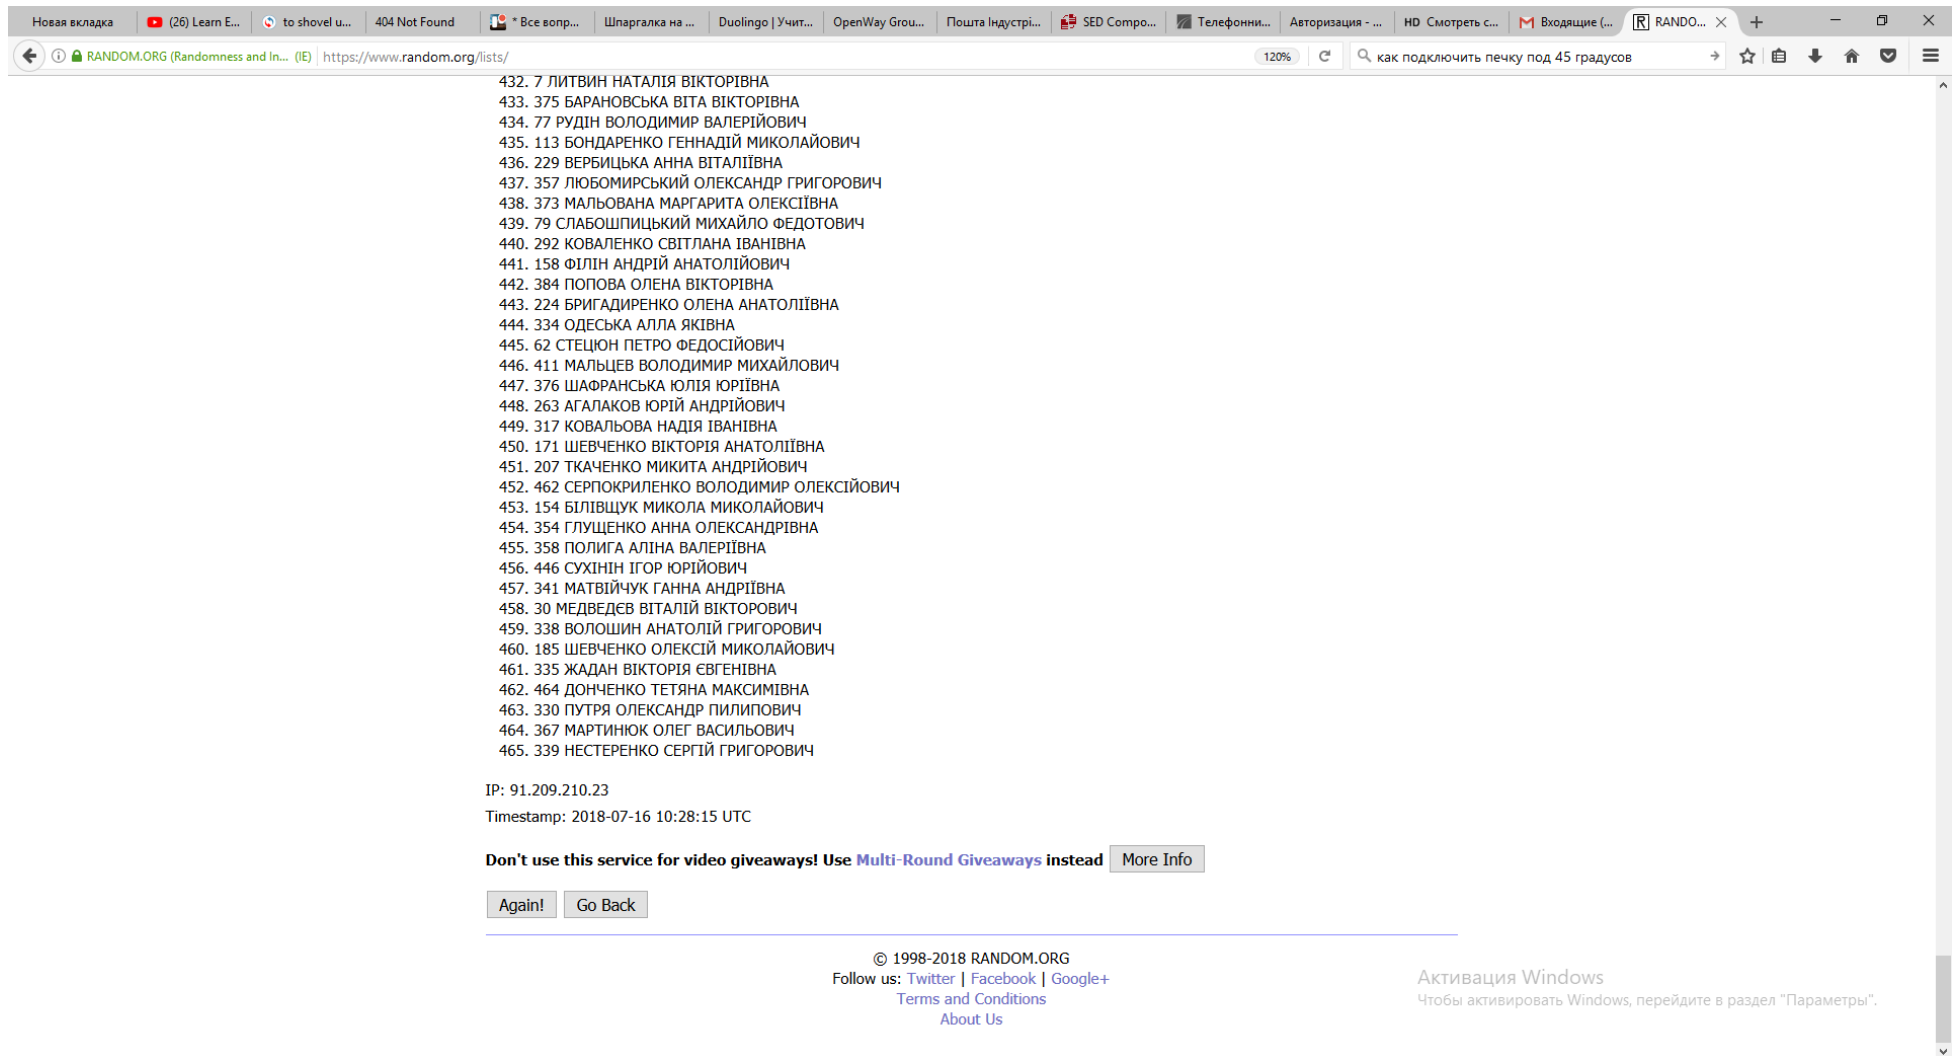 Новая вкладка (26) Learn E... to shovel u... 404 Not Found * Все вопр... Шпаргалка на ... Duolingo | Учит... OpenWay Grou... Пошта Індустрі... SED Compo... Телефонни... Авторизация - ... HD Смотреть с... Входящие (... RANDO...
RANDOM.ORG (Randomness and In... (IE) https://www.random.org/lists/ 120% как подключить печку под 45 градусов
432. 7 ЛИТВИН НАТАЛІЯ ВІКТОРІВНА
433. 375 БАРАНОВСЬКА ВІТА ВІКТОРІВНА
434. 77 РУДІН ВОЛОДИМИР ВАЛЕРІЙОВИЧ
435. 113 БОНДАРЕНКО ГЕННАДІЙ МИКОЛАЙОВИЧ
436. 229 ВЕРБИЦЬКА АННА ВІТАЛІЇВНА
437. 357 ЛЮБОМИРСЬКИЙ ОЛЕКСАНДР ГРИГОРОВИЧ
438. 373 МАЛЬОВАНА МАРГАРИТА ОЛЕКСІЇВНА
439. 79 СЛАБОШПИЦЬКИЙ МИХАЙЛО ФЕДОТОВИЧ
440. 292 КОВАЛЕНКО СВІТЛАНА ІВАНІВНА
441. 158 ФІЛІН АНДРІЙ АНАТОЛІЙОВИЧ
442. 384 ПОПОВА ОЛЕНА ВІКТОРІВНА
443. 224 БРИГАДИРЕНКО ОЛЕНА АНАТОЛІЇВНА
444. 334 ОДЕСЬКА АЛЛА ЯКІВНА
445. 62 СТЕЦЮН ПЕТРО ФЕДОСІЙОВИЧ
446. 411 МАЛЬЦЕВ ВОЛОДИМИР МИХАЙЛОВИЧ
447. 376 ШАФРАНСЬКА ЮЛІЯ ЮРІЇВНА
448. 263 АГАЛАКОВ ЮРІЙ АНДРІЙОВИЧ
449. 317 КОВАЛЬОВА НАДІЯ ІВАНІВНА
450. 171 ШЕВЧЕНКО ВІКТОРІЯ АНАТОЛІЇВНА
451. 207 ТКАЧЕНКО МИКИТА АНДРІЙОВИЧ
452. 462 СЕРПОКРИЛЕНКО ВОЛОДИМИР ОЛЕКСІЙОВИЧ
453. 154 БІЛІВЩУК МИКОЛА МИКОЛАЙОВИЧ
454. 354 ГЛУЩЕНКО АННА ОЛЕКСАНДРІВНА
455. 358 ПОЛИГА АЛІНА ВАЛЕРІЇВНА
456. 446 СУХІНІН ІГОР ЮРІЙОВИЧ
457. 341 МАТВІЙЧУК ГАННА АНДРІЇВНА
458. 30 МЕДВЕДЄВ ВІТАЛІЙ ВІКТОРОВИЧ
459. 338 ВОЛОШИН АНАТОЛІЙ ГРИГОРОВИЧ
460. 185 ШЕВЧЕНКО ОЛЕКСІЙ МИКОЛАЙОВИЧ
461. 335 ЖАДАН ВІКТОРІЯ ЄВГЕНІВНА
462. 464 ДОНЧЕНКО ТЕТЯНА МАКСИМІВНА
463. 330 ПУТРЯ ОЛЕКСАНДР ПИЛИПОВИЧ
464. 367 МАРТИНЮК ОЛЕГ ВАСИЛЬОВИЧ
465. 339 НЕСТЕРЕНКО СЕРГІЙ ГРИГОРОВИЧ
IP: 91.209.210.23
Timestamp: 2018-07-16 10:28:15 UTC
Don't use this service for video giveaways! Use Multi-Round Giveaways instead More Info
Again! Go Back
© 1998-2018 RANDOM.ORG
Follow us: Twitter | Facebook | Google+
Terms and Conditions
About Us
Активация Windows
Чтобы активировать Windows, перейдите в раздел "Параметры".